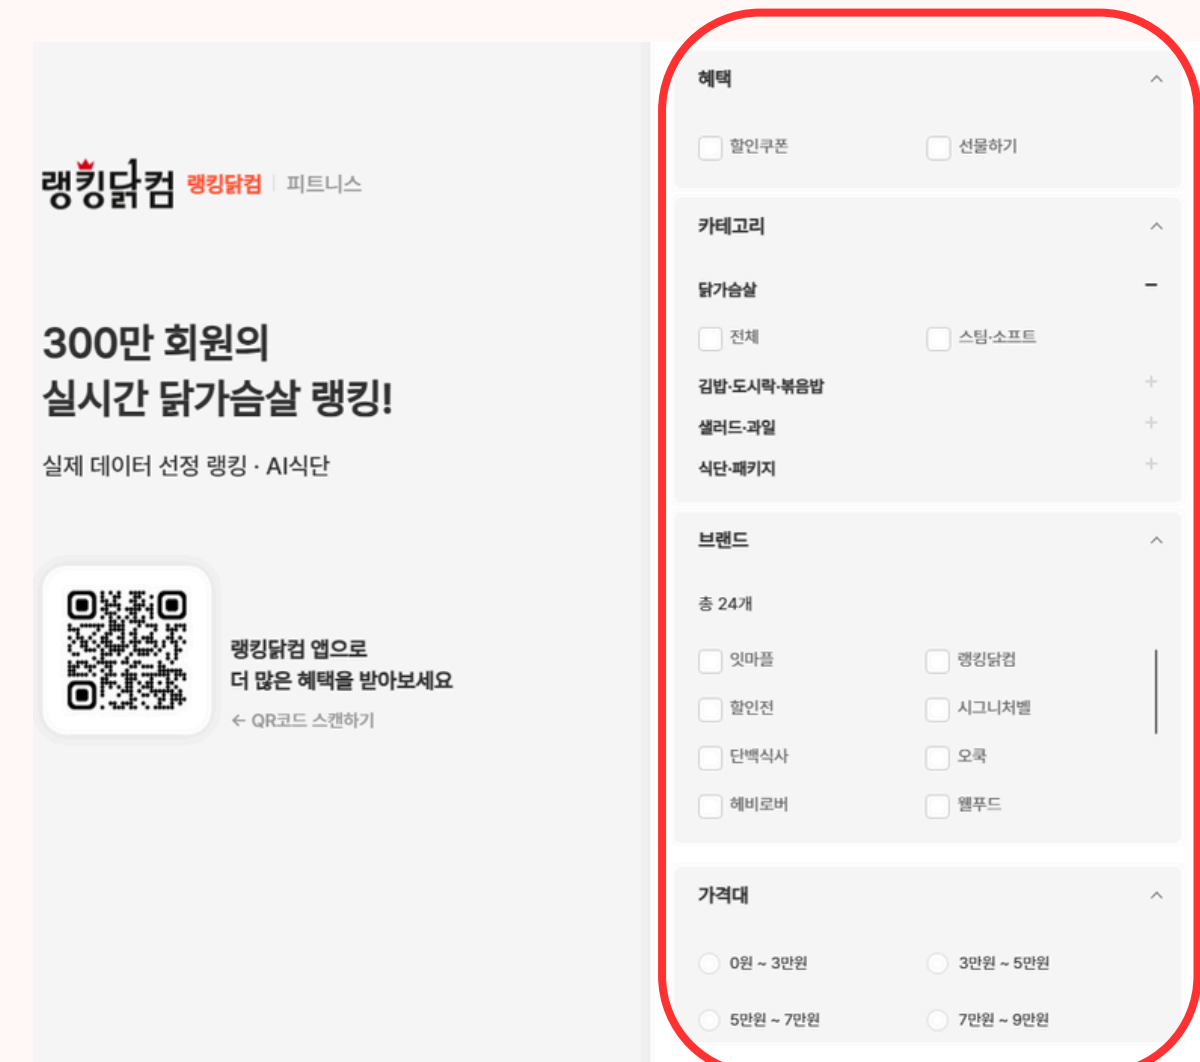 랭킹닭컴 랭킹닭컴 | 피트니스
300만 회원의
실시간 닭가슴살 랭킹!
실제 데이터 선정 랭킹 · AI식단
랭킹닭컴 앱으로
더 많은 혜택을 받아보세요
← QR코드 스캔하기
혜택
할인쿠폰 선물하기
카테고리
닭가슴살
전체 스팀·소프트
김밥·도시락·볶음밥
샐러드·과일
식단·패키지
브랜드
총 24개
잇마플 랭킹닭컴
할인전 시그니처벨
단백식사 오쿡
헤비로버 웰푸드
가격대
0원 ~ 3만원 3만원 ~ 5만원
5만원 ~ 7만원 7만원 ~ 9만원